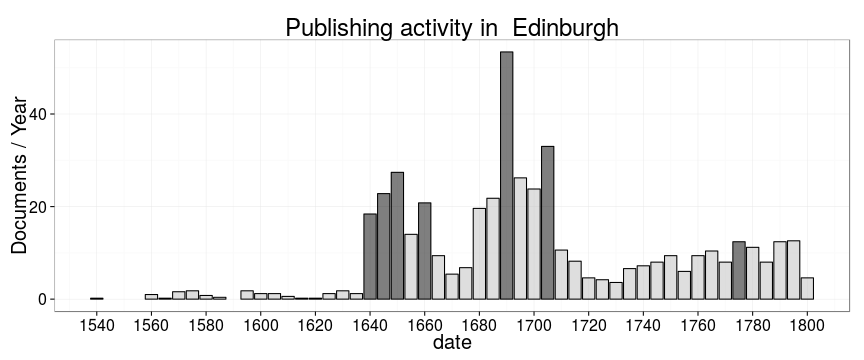 Publishing activity in  Edinburgh
Documents / Year
40
20
0
1540 1560 1580 1600 1620 1640 1660 1680 1700 1720 1740 1760 1780 1800
date